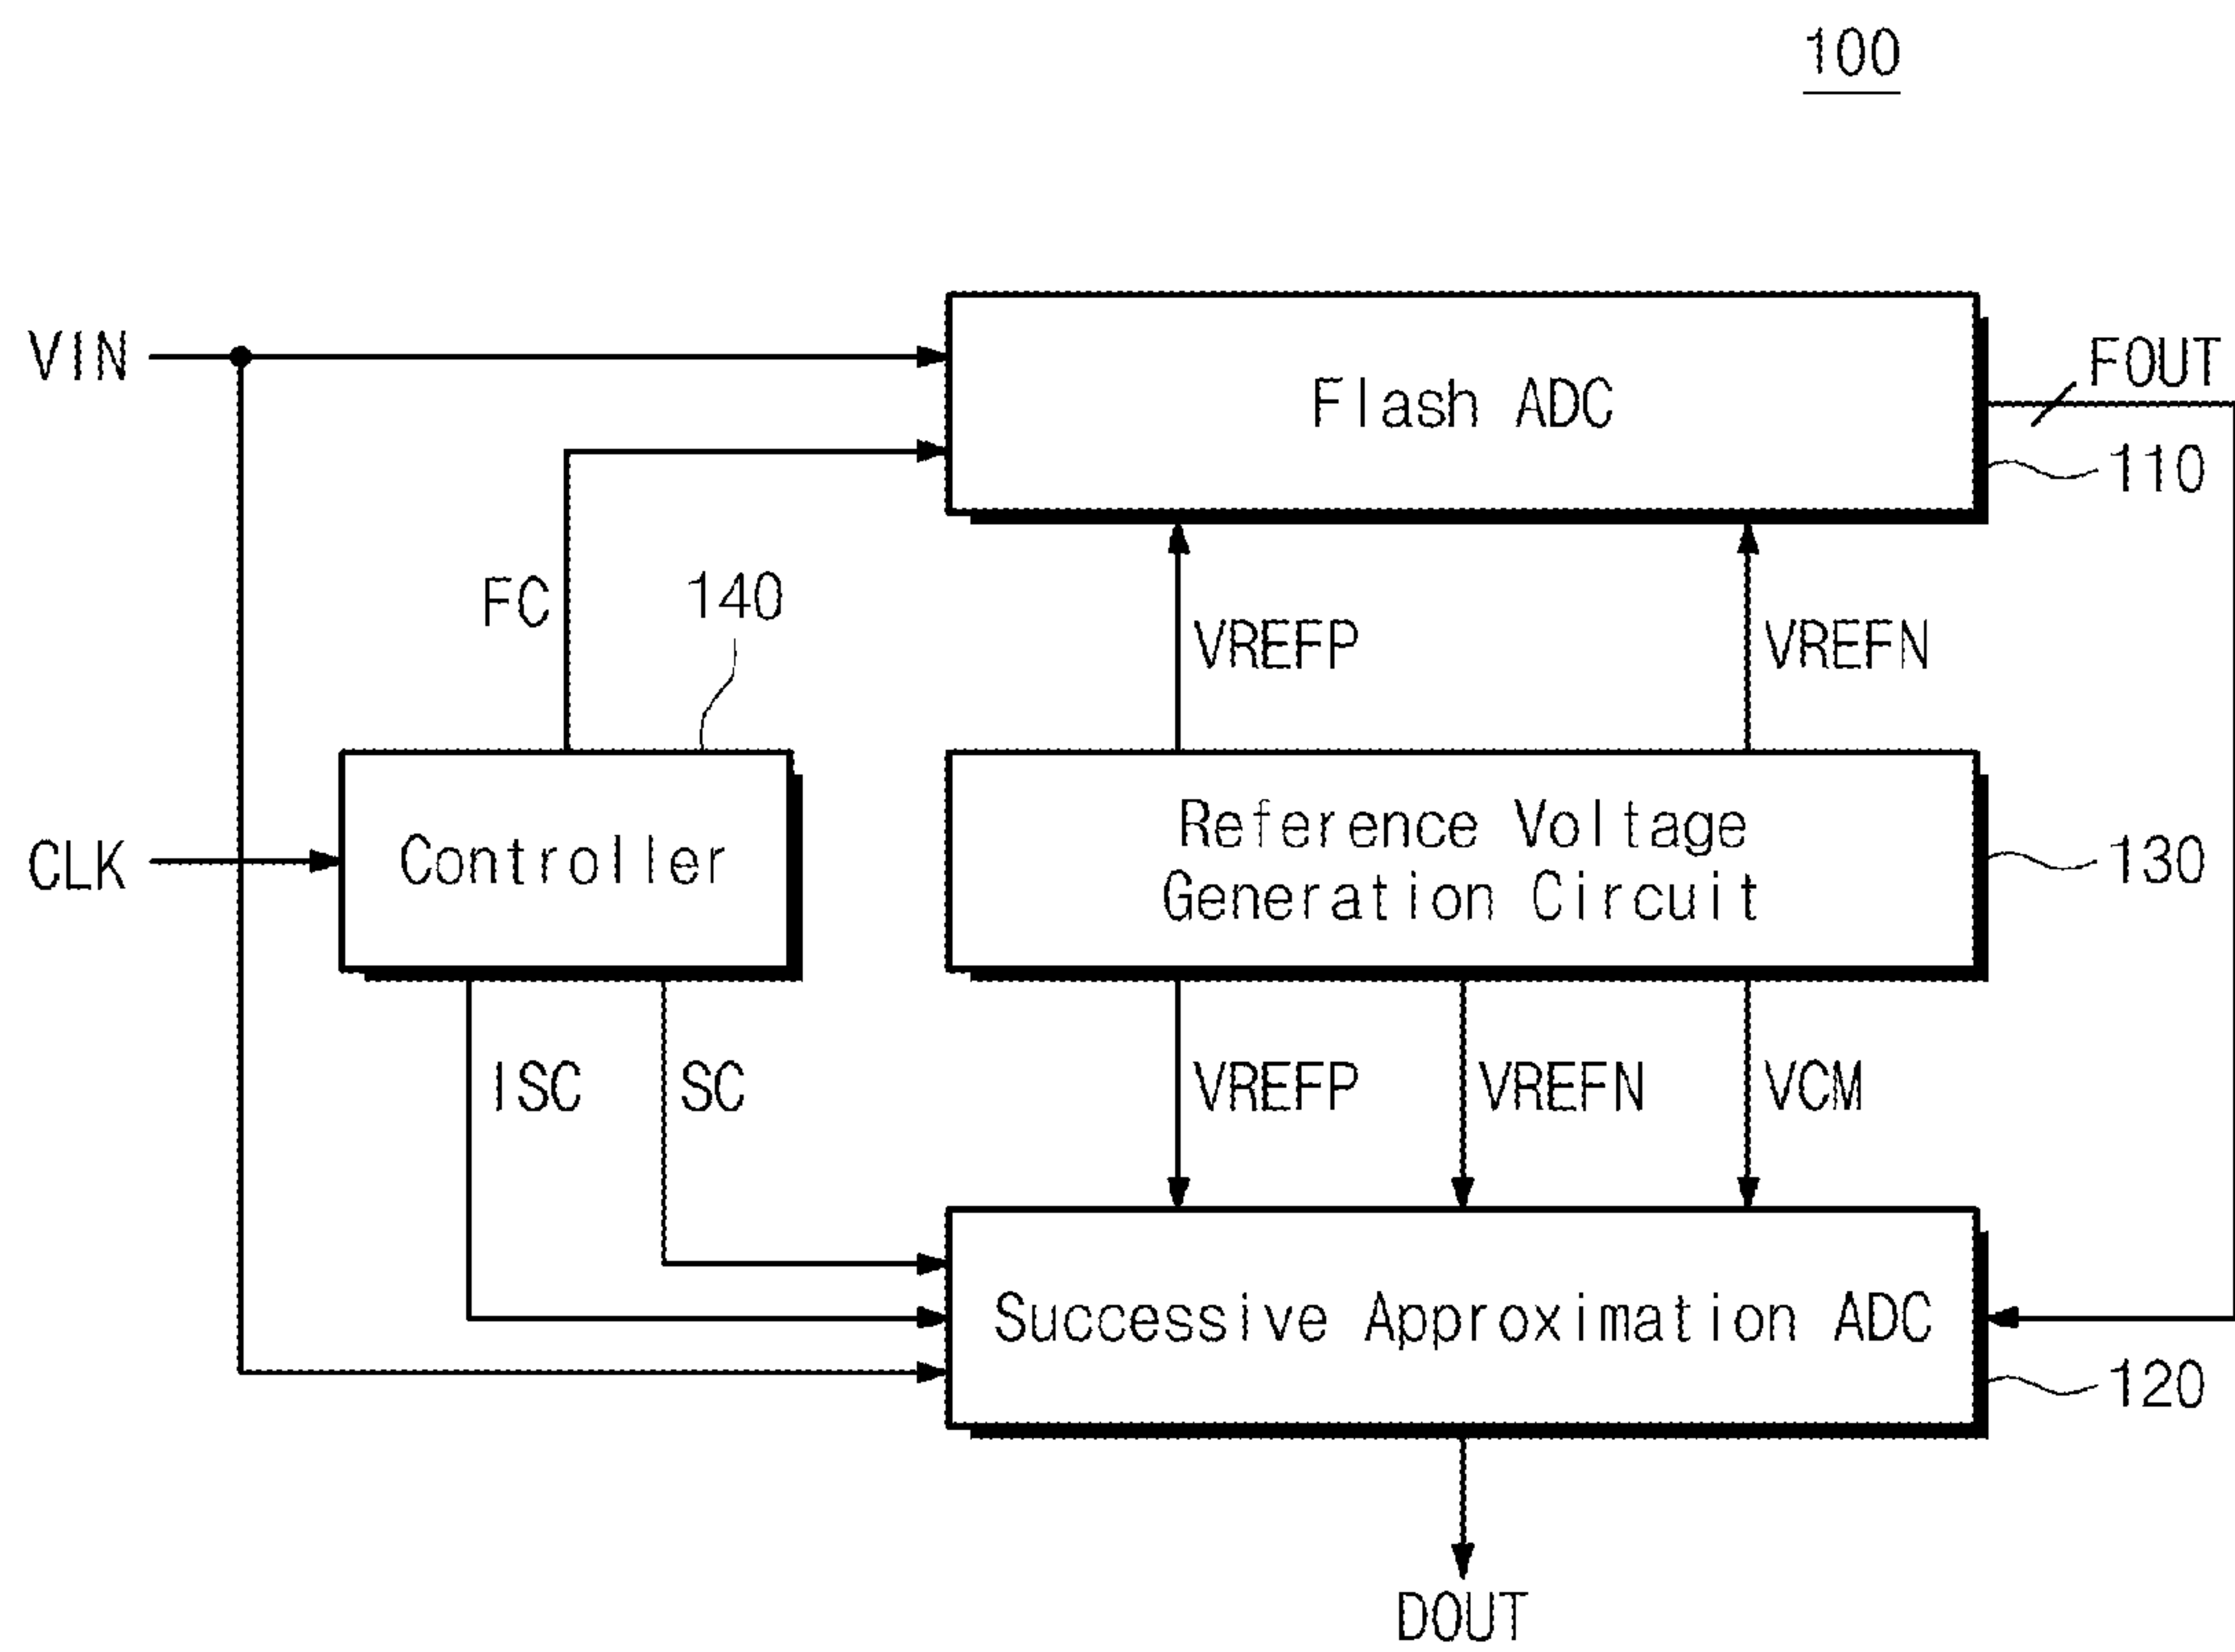 100
VIN
Flash ADC
FOUT
110
FC
140
VREFP
VREFN
CLK
Controller
Reference Voltage
Generation Circuit
130
ISC
SC
VREFP
VREFN
VCM
Successive Approximation ADC
120
DOUT